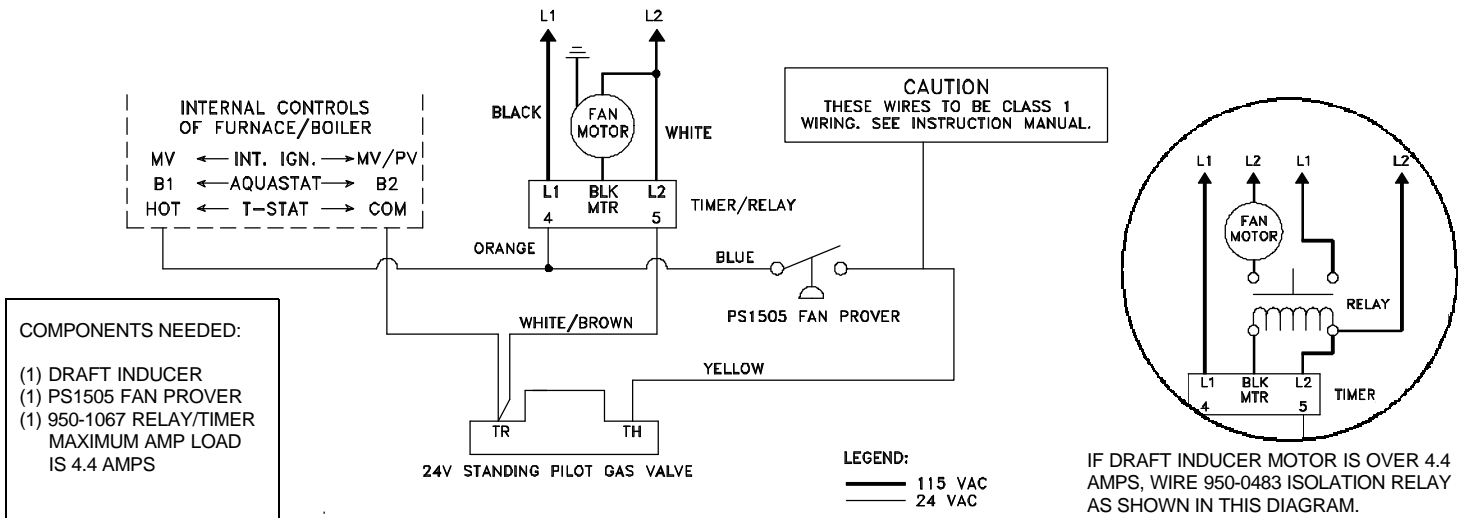 L1
L2
BLACK
FAN
MOTOR
WHITE
INTERNAL CONTROLS
OF FURNACE/BOILER
MV INT. IGN. MV/PV
B1 AQUASTAT B2
HOT T-STAT COM
L1 BLK L2
MTR
4 5
TIMER/RELAY
CAUTION
THESE WIRES TO BE CLASS 1
WIRING. SEE INSTRUCTION MANUAL.
ORANGE
BLUE
PS1505 FAN PROVER
WHITE/BROWN
YELLOW
TR TH
24V STANDING PILOT GAS VALVE
COMPONENTS NEEDED:
(1) DRAFT INDUCER
(1) PS1505 FAN PROVER
(1) 950-1067 RELAY/TIMER
MAXIMUM AMP LOAD
IS 4.4 AMPS
LEGEND:
115 VAC
24 VAC
L1 L2 L1 L2
FAN
MOTOR
RELAY
L1 BLK L2
MTR
4 5
TIMER
IF DRAFT INDUCER MOTOR IS OVER 4.4
AMPS, WIRE 950-0483 ISOLATION RELAY
AS SHOWN IN THIS DIAGRAM.